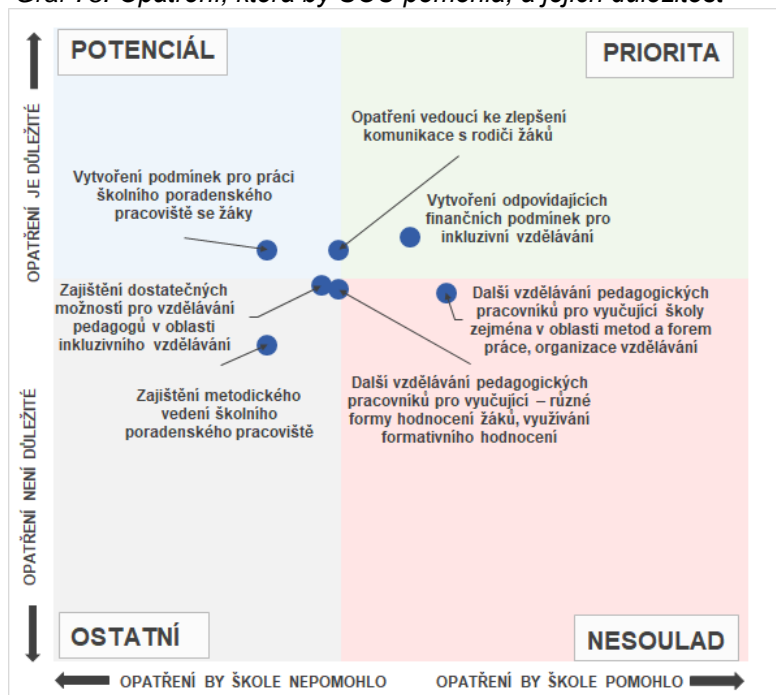 Graf 78: Opatření, která by SOŠ pomohla, a jejich důležitost
POTENCIÁL
PRIORITA
Opatření vedoucí ke zlepšení
komunikace s rodiči žáků
Vytvoření podmínek pro práci
školního poradenského
pracoviště se žáky
Vytvoření odpovídajících
finančních podmínek pro
inkluzivní vzdělávání
Zajištění dostatečných
možností pro vzdělávání
pedagogů v oblasti
inkluzivního vzdělávání
Další vzdělávání pedagogických
pracovníků pro vyučující školy
zejména v oblasti metod a forem
práce, organizace vzdělávání
Zajištění metodického
vedení školního
poradenského pracoviště
Další vzdělávání pedagogických
pracovníků pro vyučující – různé
formy hodnocení žáků, využívání
formativního hodnocení
OSTATNÍ
NESOULAD
OPATŘENÍ JE DŮLEŽITÉ
OPATŘENÍ NENÍ DŮLEŽITÉ
OPATŘENÍ BY ŠKOLE NEPOMOHLO
OPATŘENÍ BY ŠKOLE POMOHLO